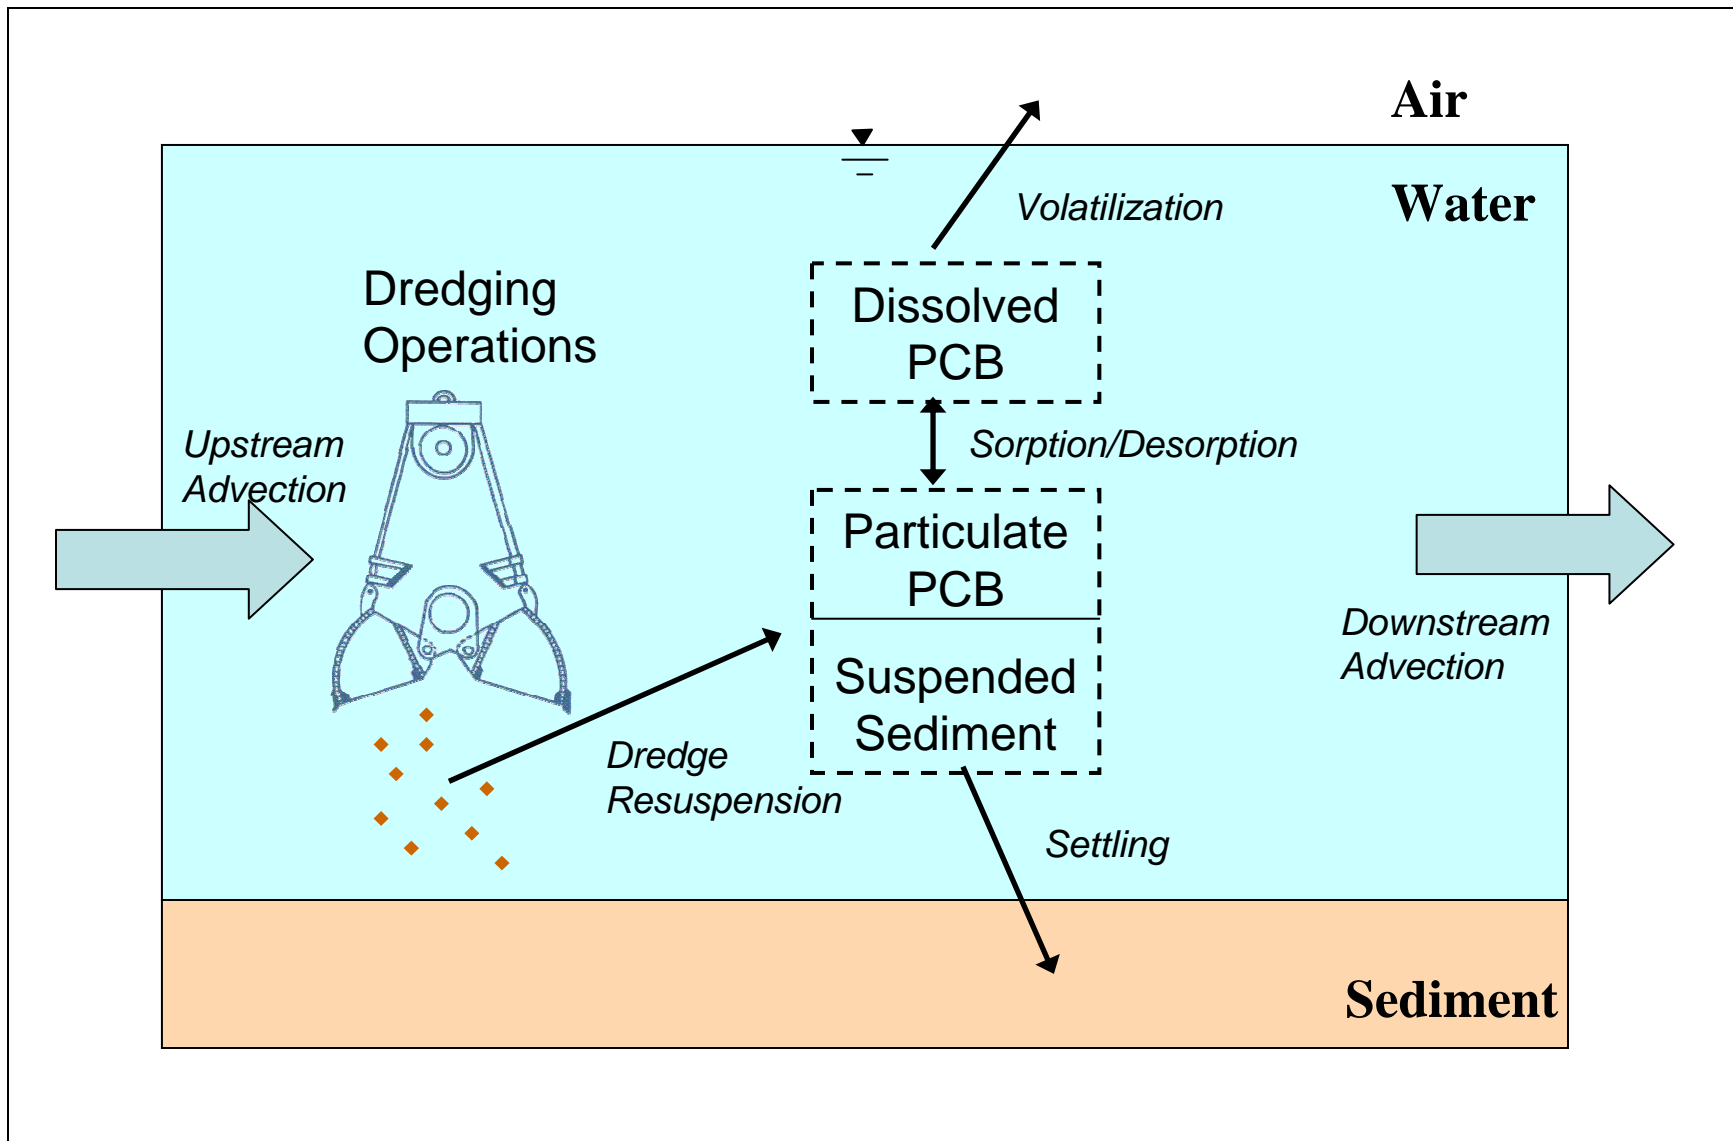 Air
Water
Volatilization
Dredging
Operations
Dissolved
PCB
Upstream
Advection
Sorption/Desorption
Particulate
PCB
Downstream
Advection
Suspended
Sediment
Dredge
Resuspension
Settling
Sediment